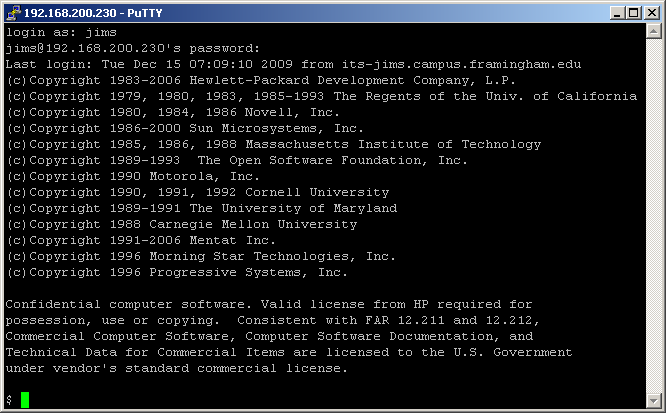 192.168.200.230 - PuTTY
login as: jims
jims@192.168.200.230's password:
Last login: Tue Dec 15 07:09:10 2009 from its-jims.campus.framingham.edu
(c)Copyright 1983-2006 Hewlett-Packard Development Company, L.P.
(c)Copyright 1979, 1980, 1983, 1985-1993 The Regents of the Univ. of California
(c)Copyright 1980, 1984, 1986 Novell, Inc.
(c)Copyright 1986-2000 Sun Microsystems, Inc.
(c)Copyright 1985, 1986, 1988 Massachusetts Institute of Technology
(c)Copyright 1989-1993  The Open Software Foundation, Inc.
(c)Copyright 1990 Motorola, Inc.
(c)Copyright 1990, 1991, 1992 Cornell University
(c)Copyright 1989-1991 The University of Maryland
(c)Copyright 1988 Carnegie Mellon University
(c)Copyright 1991-2006 Mentat Inc.
(c)Copyright 1996 Morning Star Technologies, Inc.
(c)Copyright 1996 Progressive Systems, Inc.
Confidential computer software. Valid license from HP required for
possession, use or copying.  Consistent with FAR 12.211 and 12.212,
Commercial Computer Software, Computer Software Documentation, and
Technical Data for Commercial Items are licensed to the U.S. Government
under vendor's standard commercial license.
$